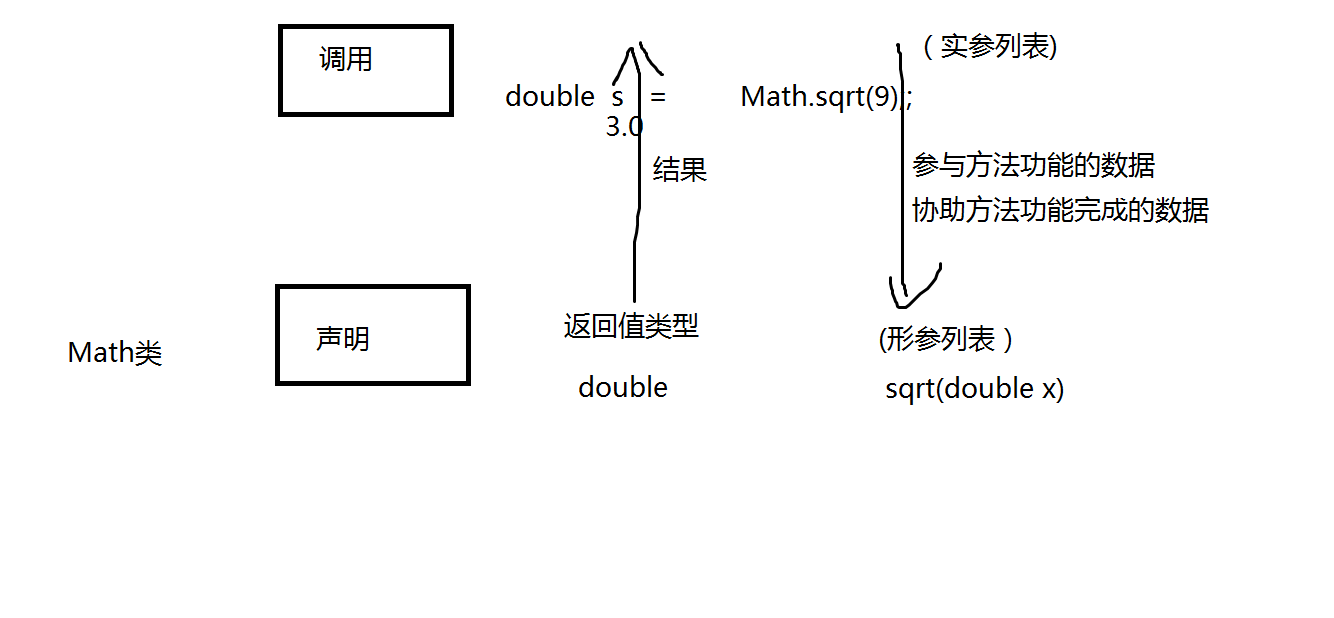 调用
( 实参列表)
double s = Math.sqrt(9);
3.0
结果
参与方法功能的数据
协助方法功能完成的数据
Math类
声明
返回值类型
(形参列表 )
double
sqrt(double x)